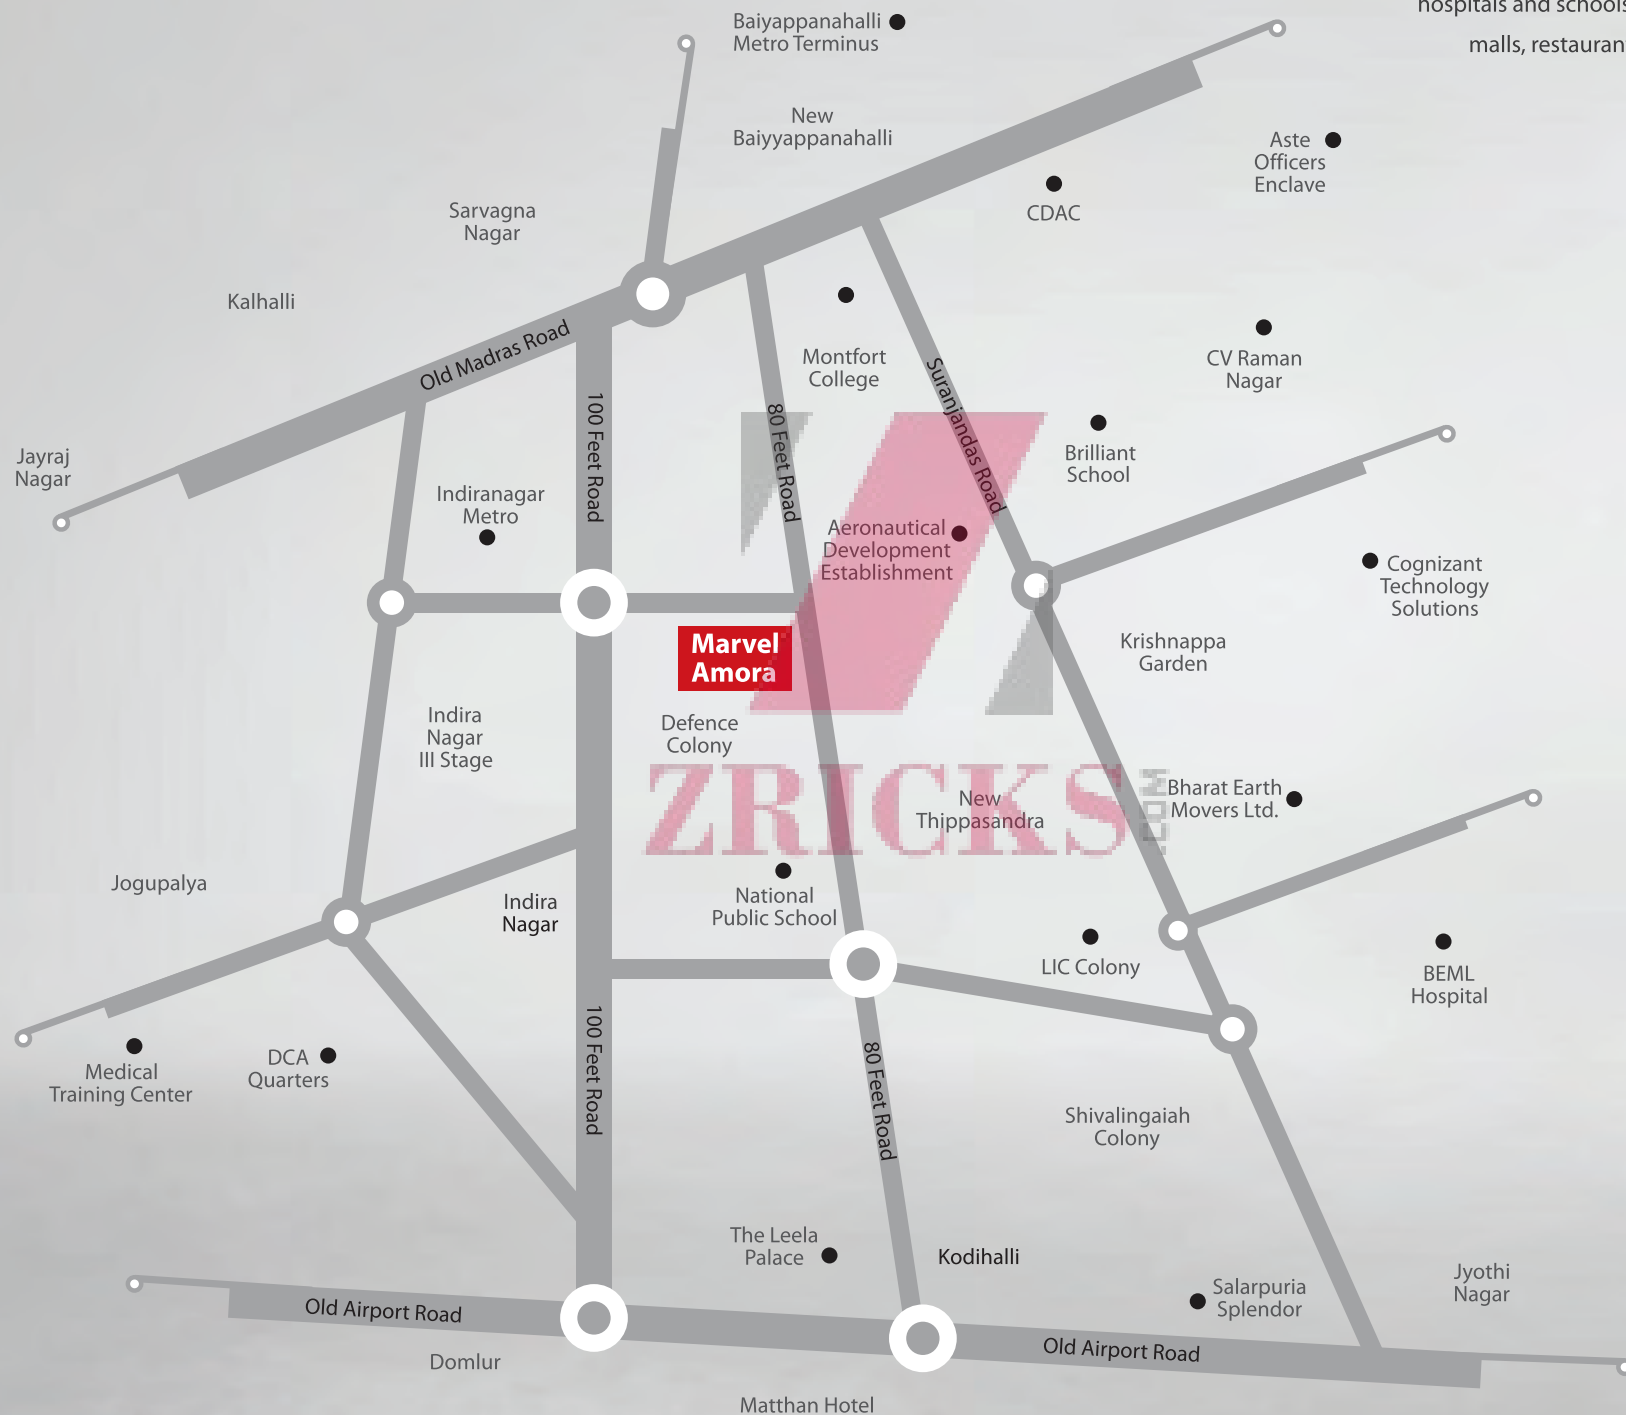 hospitals and schools
malls, restauran
Baiyappanahalli
Metro Terminus
New
Baiyyappanahalli
Aste
Officers
Enclave
CDAC
Sarvagna
Nagar
Kalhalli
Old Madras Road
Montfort
College
CV Raman
Nagar
100 Feet Road
80 Feet Road
Suranjandas Road
Brilliant
School
Jayraj
Nagar
Indiranagar
Metro
Aeronautical
Development
Establishment
Cognizant
Technology
Solutions
Marvel
Amora
Krishnappa
Garden
Indira
Nagar
III Stage
Defence
Colony
ZRICKS
.COM
New
Thippasandra
Bharat Earth
Movers Ltd.
Jogupalya
Indira
Nagar
National
Public School
LIC Colony
BEML
Hospital
Medical
Training Center
DCA
Quarters
100 Feet Road
80 Feet Road
Shivalingaiah
Colony
The Leela
Palace
Kodihalli
Salarpuria
Splendor
Jyothi
Nagar
Old Airport Road
Old Airport Road
Domlur
Matthan Hotel